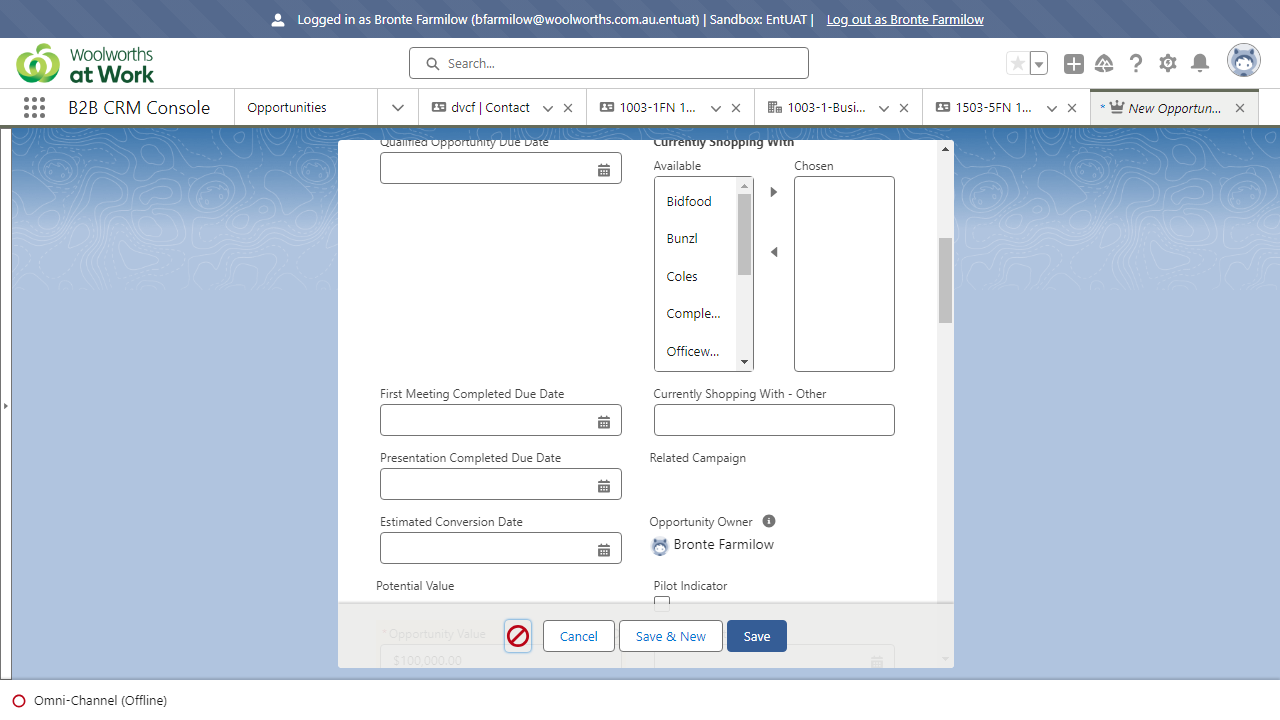 Logged in as Bronte Farmilow (bfarmilow@woolworths.com.au.entuat) | Sandbox: EntUAT | Log out as Bronte Farmilow
Woolworths
at Work
Search...
B2B CRM Console
Opportunities
dvcf | Contact
1003-1FN 1...
1003-1-Busi...
1503-5FN 1...
* New Opportun...
Qualified Opportunity Due Date
Currently Shopping With
Available
Chosen
Bidfood
Bunzl
Coles
Comple...
Officew...
First Meeting Completed Due Date
Currently Shopping With - Other
Presentation Completed Due Date
Related Campaign
Estimated Conversion Date
Opportunity Owner
Bronte Farmilow
Potential Value
Pilot Indicator
*Opportunity Value
$100,000.00
Cancel
Save & New
Save
Omni-Channel (Offline)